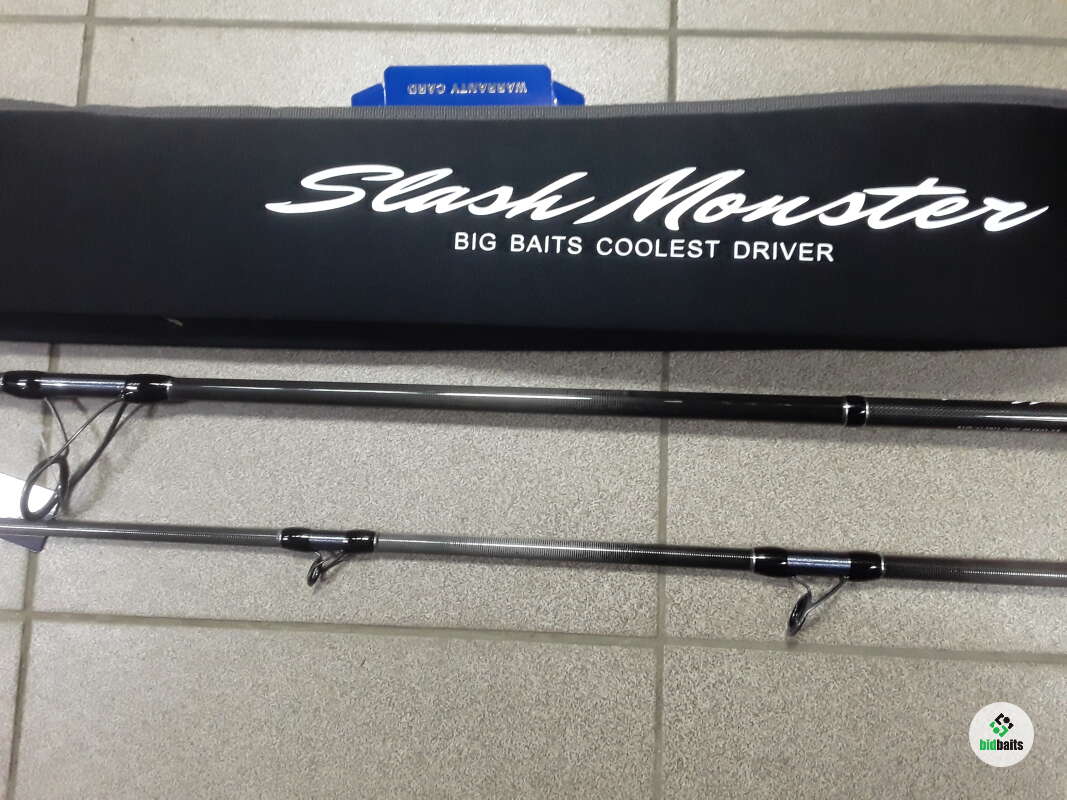 WARRANTY CARD
Slash Monster
BIG BAITS COOLEST DRIVER
bidbaits